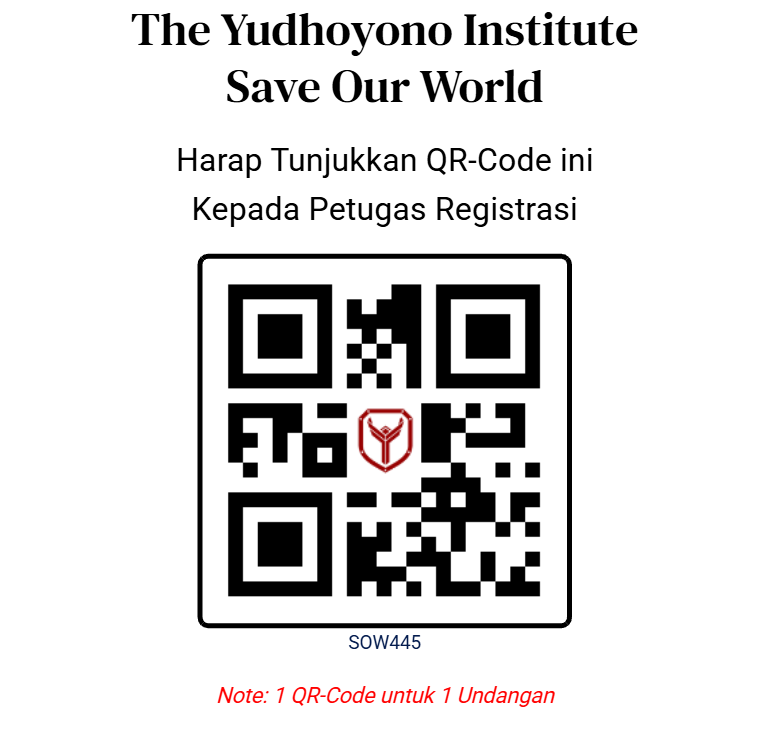 The Yudhoyono Institute
Save Our World
Harap Tunjukkan QR-Code ini
Kepada Petugas Registrasi
SOW445
Note: 1 QR-Code untuk 1 Undangan